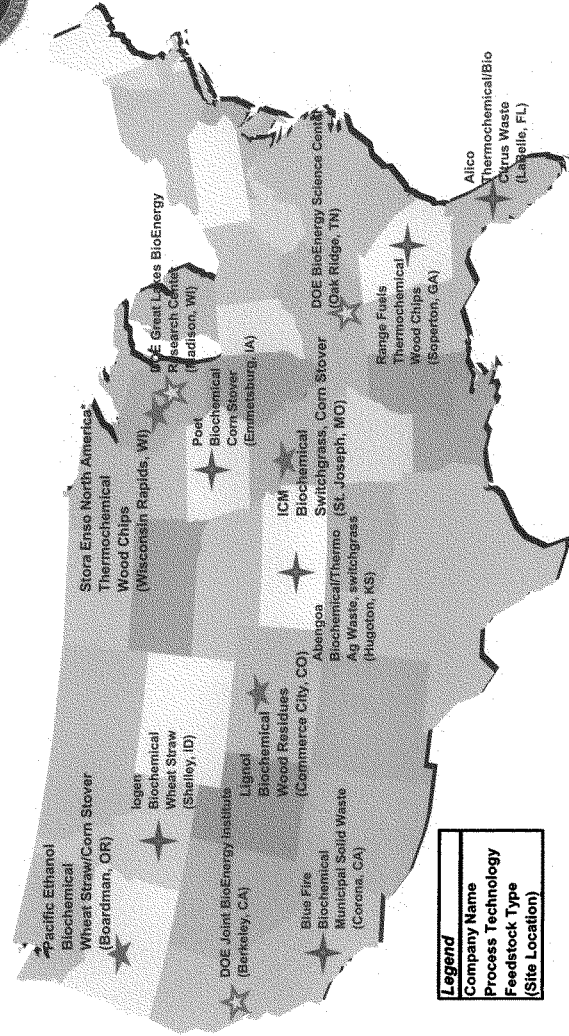 Pacific Ethanol
Biochemical
Wheat Straw/Corn Stover
(Boardman, OR)
Iogen
Biochemical
Wheat Straw
(Shelley, ID)
Stora Enso North America*
Thermochemical
Wood Chips
(Wisconsin Rapids, WI)
DOE Great Lakes BioEnergy
Research Center
(Madison, WI)
Poet
Biochemical
Corn Stover
(Emmetsburg, IA)
DOE Joint BioEnergy Institute
(Berkeley, CA)
Lignol
Biochemical
Wood Residues
(Commerce City, CO)
ICM
Biochemical
Switchgrass, Corn Stover
(St. Joseph, MO)
DOE BioEnergy Science Center
(Oak Ridge, TN)
Blue Fire
Biochemical
Municipal Solid Waste
(Corona, CA)
Abengoa
Biochemical/Thermo
Ag Waste, switchgrass
(Hugoton, KS)
Range Fuels
Thermochemical
Wood Chips
(Soperton, GA)
Alico
Thermochemical/Bio
Citrus Waste
(LaBelle, FL)
Legend
Company Name
Process Technology
Feedstock Type
(Site Location)